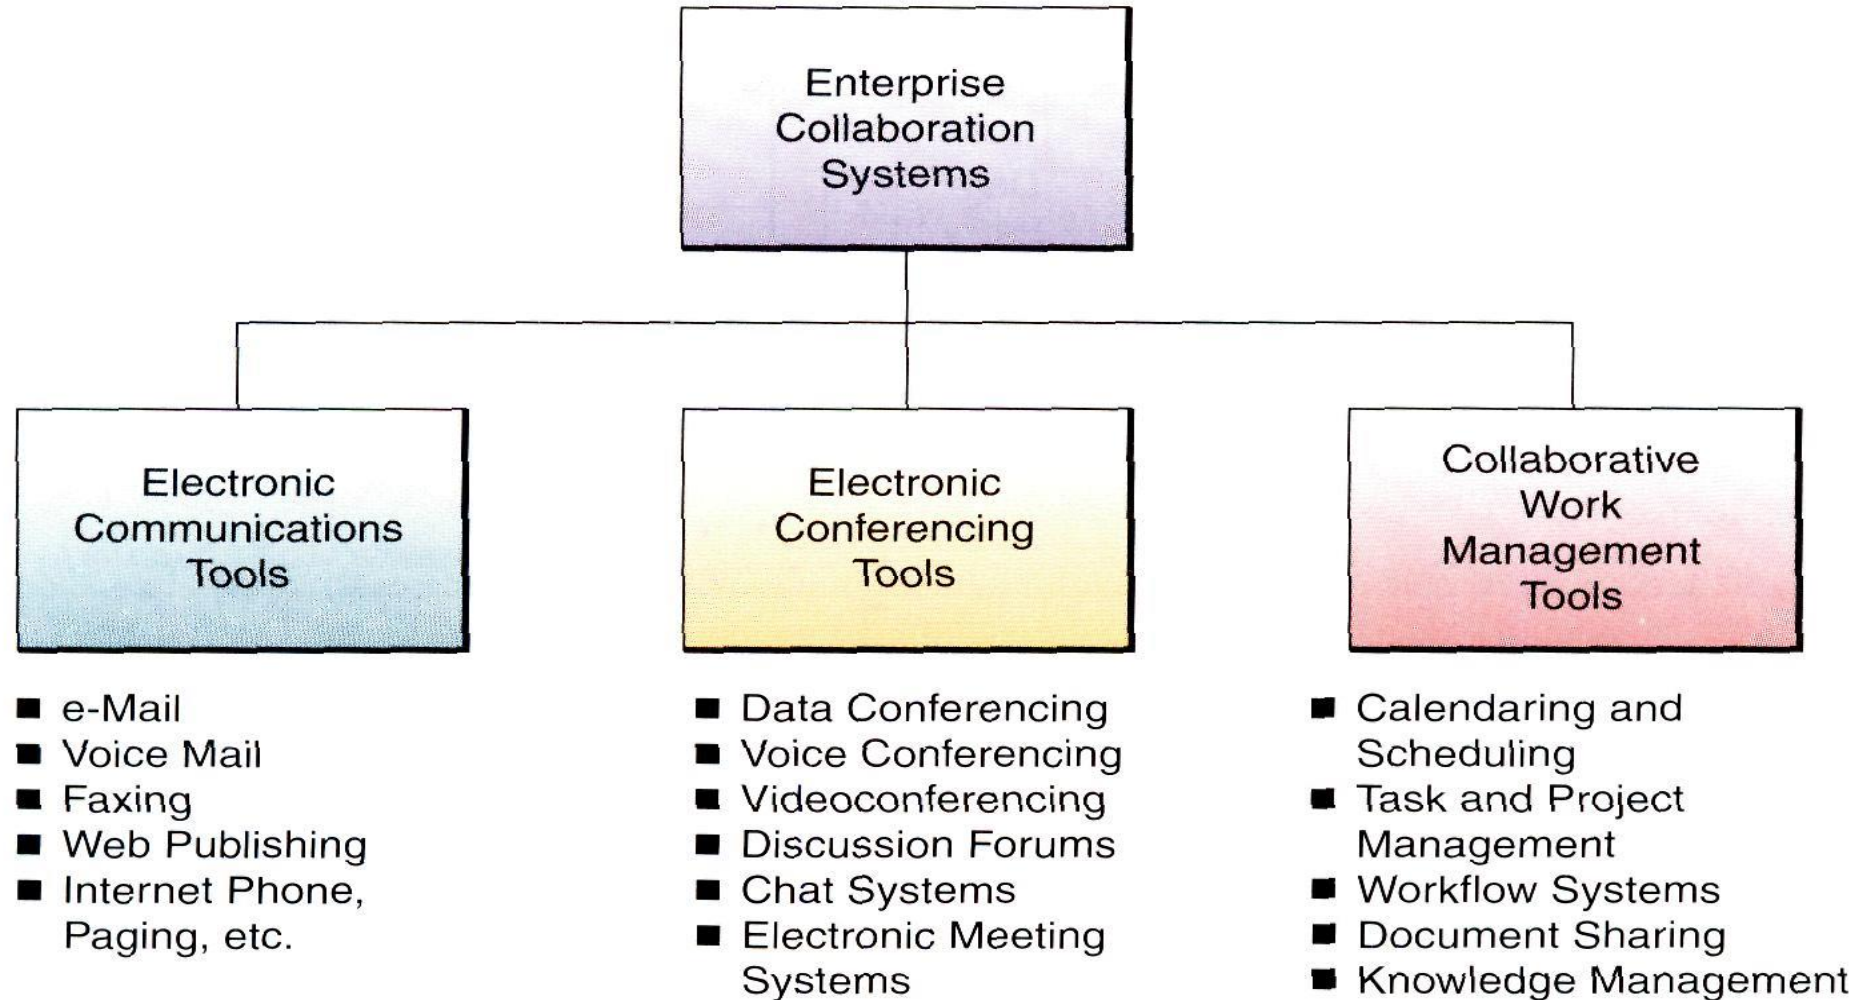 Enterprise
Collaboration
Systems
Electronic
Communications
Tools
■ e-Mail
■ Voice Mail
■ Faxing
■ Web Publishing
■ Internet Phone,
Paging, etc.
Electronic
Conferencing
Tools
■ Data Conferencing
■ Voice Conferencing
■ Videoconferencing
■ Discussion Forums
■ Chat Systems
■ Electronic Meeting
Systems
Collaborative
Work
Management
Tools
■ Calendaring and
Scheduling
■ Task and Project
Management
■ Workflow Systems
■ Document Sharing
■ Knowledge Management